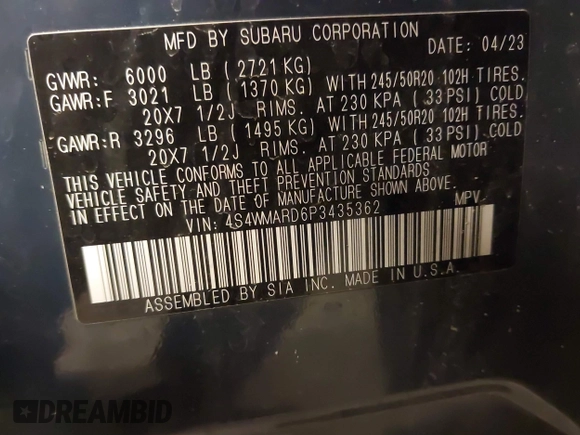 MFD BY SUBARU CORPORATION
DATE: 04/23
GVWR: 6000 LB (2721 KG)
GAWR:F 3021 LB (1370 KG) WITH 245/50R20 102H TIRES.
20X7 1/2J RIMS. AT 230 KPA (33 PSI) COLD
GAWR:R 3296 LB (1495 KG) WITH 245/50R20 102H TIRES.
20X7 1/2J RIMS. AT 230 KPA (33 PSI) COLD
THIS VEHICLE CONFORMS TO ALL APPLICABLE FEDERAL MOTOR
VEHICLE SAFETY AND THEFT PREVENTION STANDARDS
IN EFFECT ON THE DATE OF MANUFACTURE SHOWN ABOVE.
VIN: 4S4WMARD6P3435362 MPV
ASSEMBLED BY SIA INC. MADE IN U.S.A.
DREAMBID